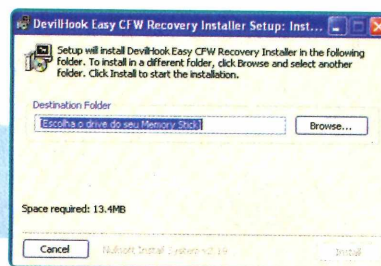 DevilHook Easy CFW Recovery Installer Setup: Inst...
Setup will install DevilHook Easy CFW Recovery Installer in the following
folder. To install in a different folder, click Browse and select another
folder. Click Install to start the installation.
Destination Folder
[Escolha o drive do seu Memory Stick]
Browse...
Space required: 13.4MB
Cancel
Nullsoft Install System v2.19
Install